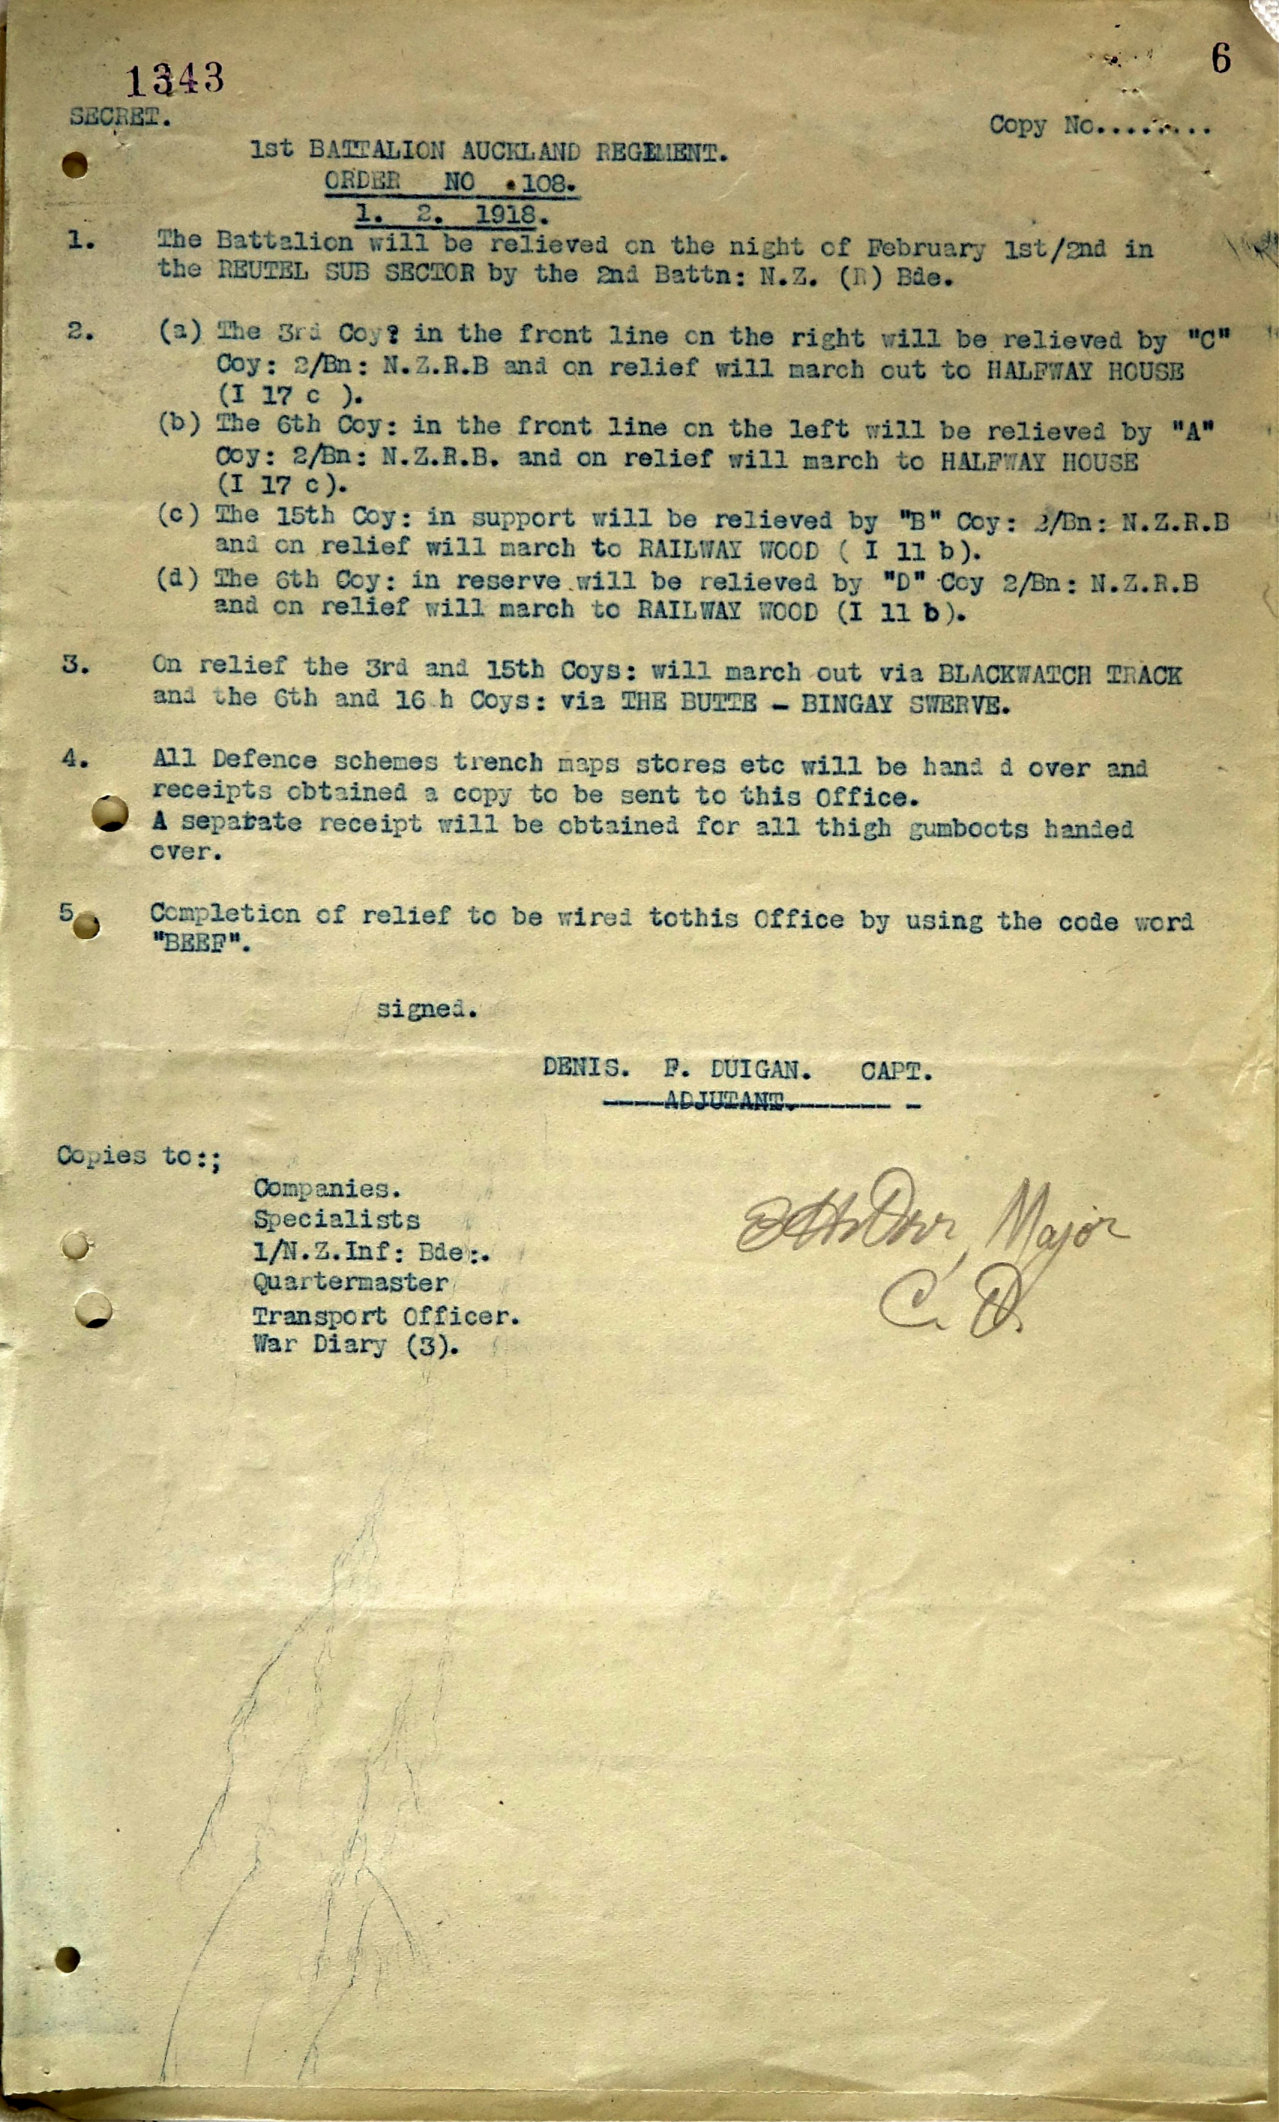 1343
6
SECRET.
Copy No........
1st BATTALION AUCKLAND REGIMENT.
ORDER NO .108.
1. 2. 1918.
1. The Battalion will be relieved on the night of February 1st/2nd in
the REUTEL SUB SECTOR by the 2nd Battn: N.Z. (R) Bde.
2. (a) The 3rd Coy? in the front line on the right will be relieved by "C"
Coy: 2/Bn: N.Z.R.B and on relief will march out to HALFWAY HOUSE
(I 17 c ).
(b) The 6th Coy: in the front line on the left will be relieved by "A"
Coy: 2/Bn: N.Z.R.B. and on relief will march to HALFWAY HOUSE
(I 17 c).
(c) The 15th Coy: in support will be relieved by "B" Coy: 2/Bn: N.Z.R.B
and on relief will march to RAILWAY WOOD ( I 11 b).
(d) The 6th Coy: in reserve will be relieved by "D" Coy 2/Bn: N.Z.R.B
and on relief will march to RAILWAY WOOD (I 11 b).
3. On relief the 3rd and 15th Coys: will march out via BLACKWATCH TRACK
and the 6th and 16 h Coys: via THE BUTTE - BINGAY SWERVE.
4. All Defence schemes trench maps stores etc will be hand d over and
receipts obtained a copy to be sent to this Office.
A separate receipt will be obtained for all thigh gumboots handed
over.
5. Completion of relief to be wired tothis Office by using the code word
"BEEF".
signed.
DENIS. F. DUIGAN. CAPT.
ADJUTANT.
Copies to:;
Companies.
Specialists
1/N.Z.Inf: Bde:.
Quartermaster
Transport Officer.
War Diary (3).
Major
C. O.